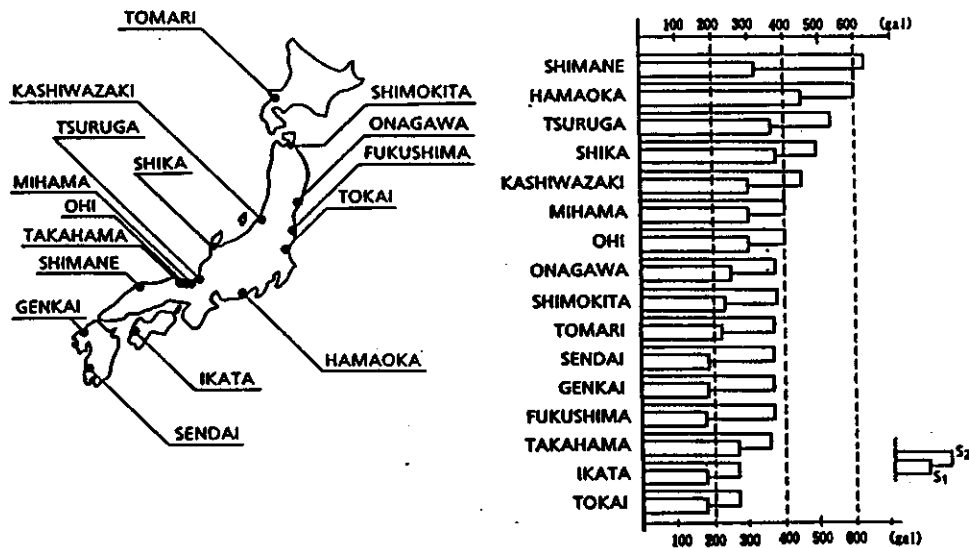 TOMARI
KASHIWAZAKI
SHIMOKITA
TSURUGA
ONAGAWA
SHIKA
FUKUSHIMA
MIHAMA
TOKAI
OHI
TAKAHAMA
SHIMANE
GENKAI
HAMAOKA
IKATA
SENDAI
100 200 300 400 500 600 (gal)
SHIMANE
HAMAOKA
TSURUGA
SHIKA
KASHIWAZAKI
MIHAMA
OHI
ONAGAWA
SHIMOKITA
TOMARI
SENDAI
GENKAI
FUKUSHIMA
TAKAHAMA
IKATA
TOKAI
S2
S1
100 200 300 400 500 600 (gal)